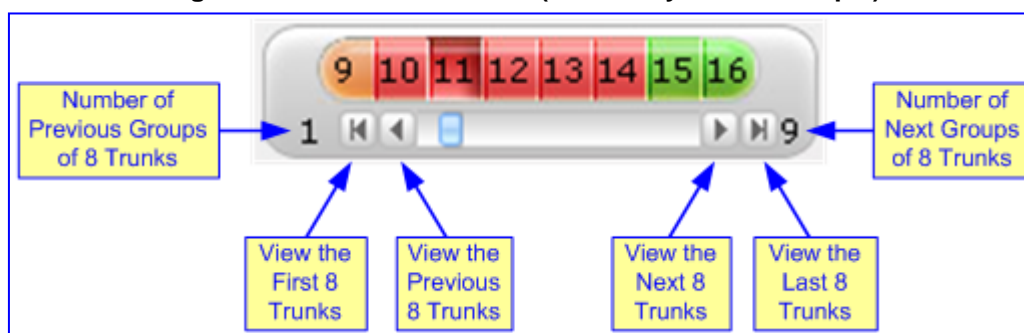 9 10 11 12 13 14 15 16
Number of
Previous Groups
of 8 Trunks
1
9
Number of
Next Groups
of 8 Trunks
View the
First 8
Trunks
View the
Previous
8 Trunks
View the
Next 8
Trunks
View the
Last 8
Trunks